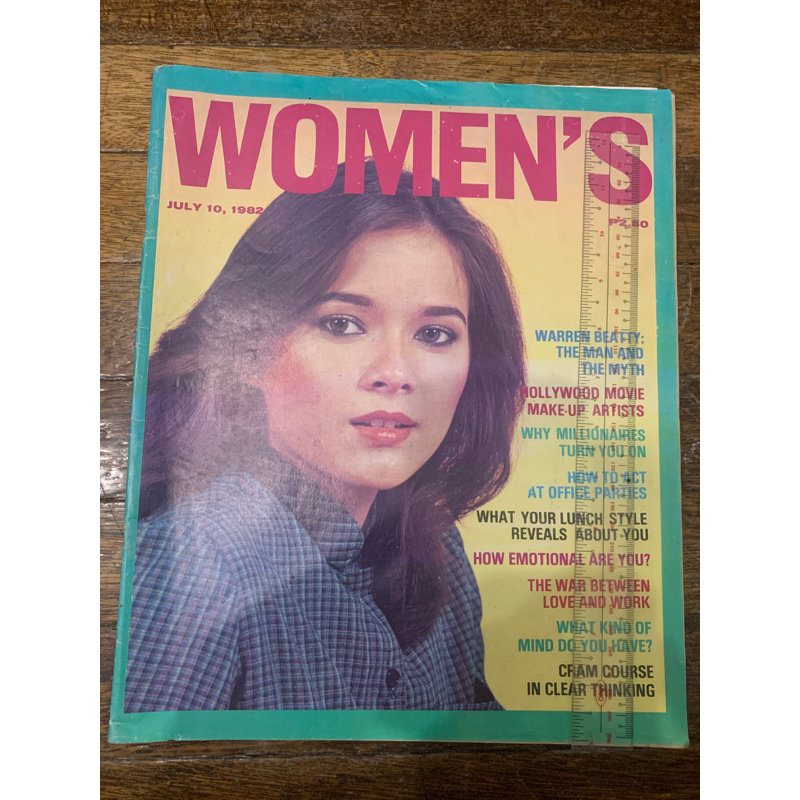 WOMEN'S
JULY 10, 1982
P2.60
WARREN BEATTY:
THE MAN AND
THE MYTH
HOLLYWOOD MOVIE
MAKE-UP ARTISTS
WHY MILLIONAIRES
TURN YOU ON
HOW TO ACT
AT OFFICE PARTIES
WHAT YOUR LUNCH STYLE
REVEALS ABOUT YOU
HOW EMOTIONAL ARE YOU?
THE WAR BETWEEN
LOVE AND WORK
WHAT KIND OF
MIND DO YOU HAVE?
CRAM COURSE
IN CLEAR THINKING